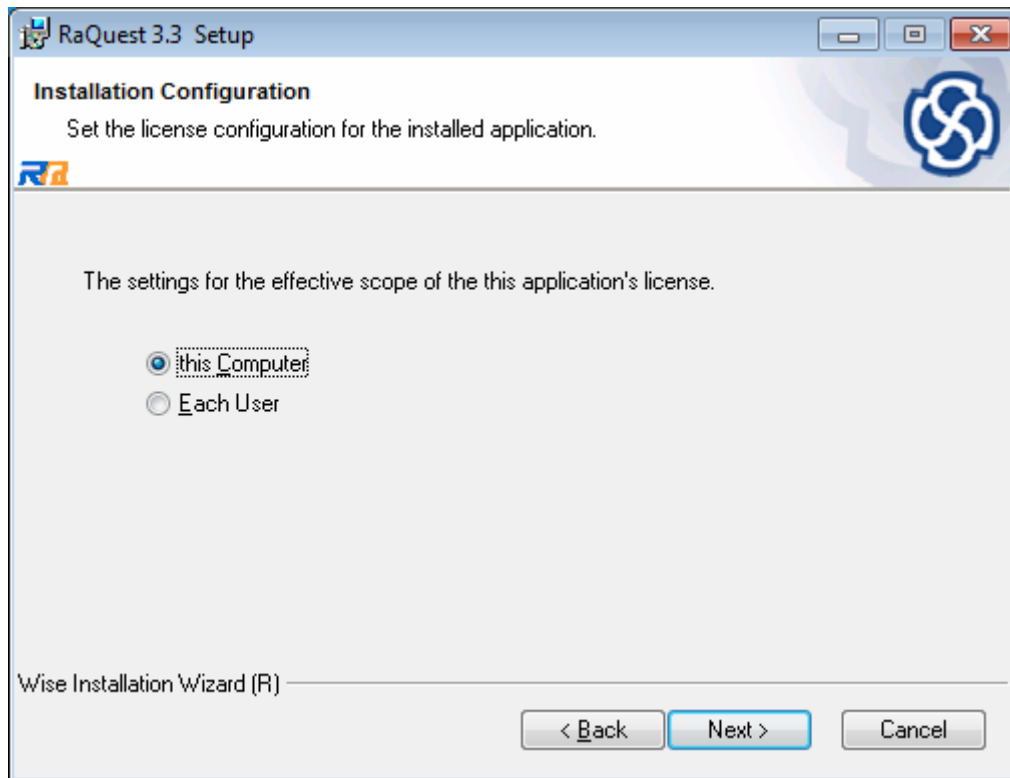 RaQuest 3.3 Setup
Installation Configuration
Set the license configuration for the installed application.
Ra
The settings for the effective scope of the this application's license.
this Computer
Each User
Wise Installation Wizard (R)
< Back Next > Cancel